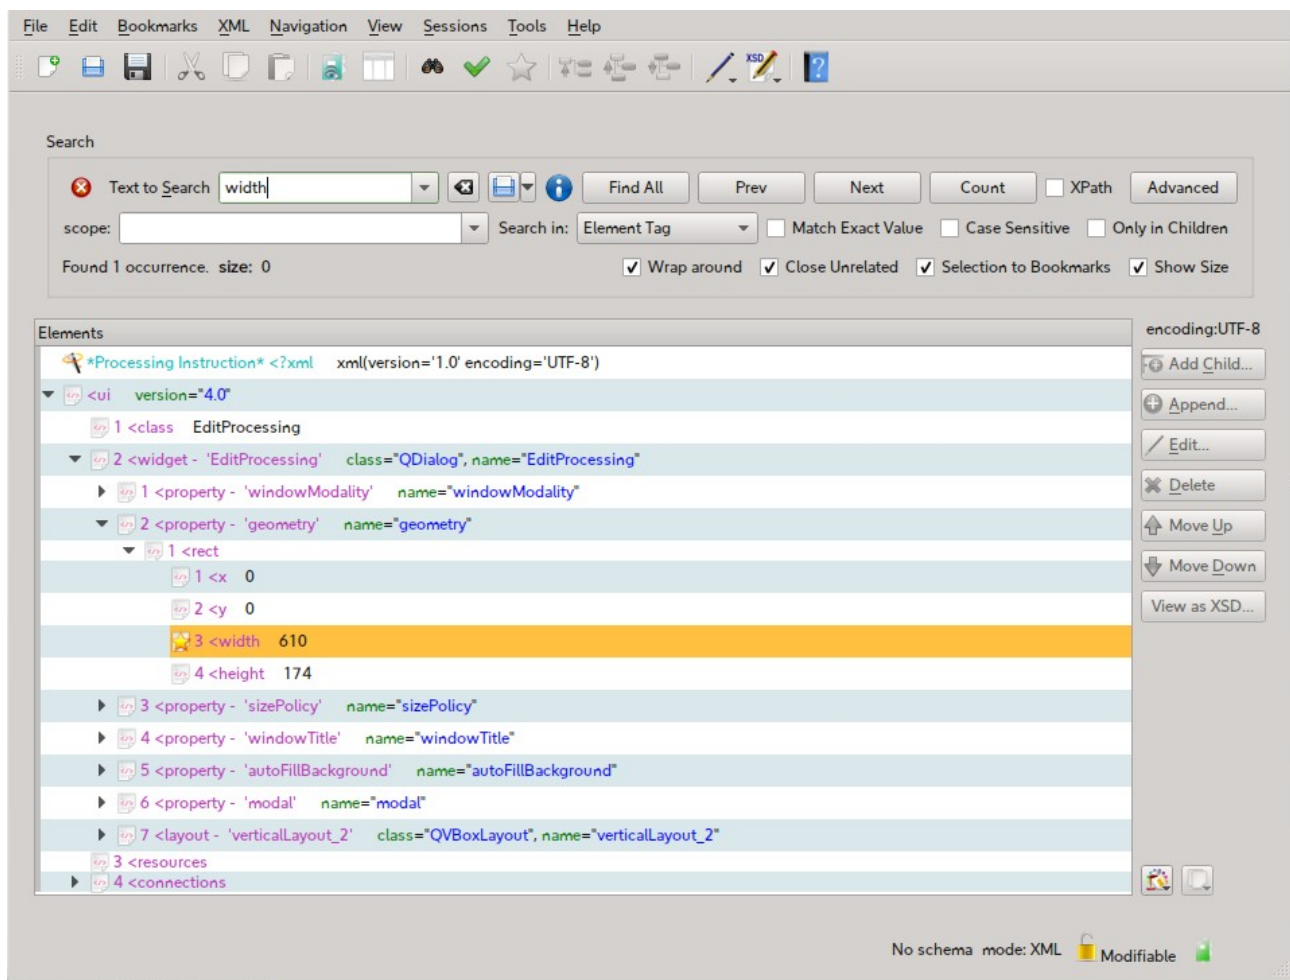 File Edit Bookmarks XML Navigation View Sessions Tools Help
XSD
Search
Text to Search width Find All Prev Next Count XPath Advanced
scope: Search in: Element Tag Match Exact Value Case Sensitive Only in Children
Found 1 occurrence. size: 0 Wrap around Close Unrelated Selection to Bookmarks Show Size
Elements encoding:UTF-8
*Processing Instruction* <?xml xml(version='1.0' encoding='UTF-8')
Add Child...
<ui version="4.0"
Append...
1 <class EditProcessing
Edit...
2 <widget - 'EditProcessing' class="QDialog", name="EditProcessing"
Delete
1 <property - 'windowModality' name="windowModality"
2 <property - 'geometry' name="geometry"
Move Up
1 <rect
Move Down
1 <x 0
2 <y 0
View as XSD...
3 <width 610
4 <height 174
3 <property - 'sizePolicy' name="sizePolicy"
4 <property - 'windowTitle' name="windowTitle"
5 <property - 'autoFillBackground' name="autoFillBackground"
6 <property - 'modal' name="modal"
7 <layout - 'verticalLayout_2' class="QVBoxLayout", name="verticalLayout_2"
3 <resources
4 <connections
No schema mode: XML Modifiable